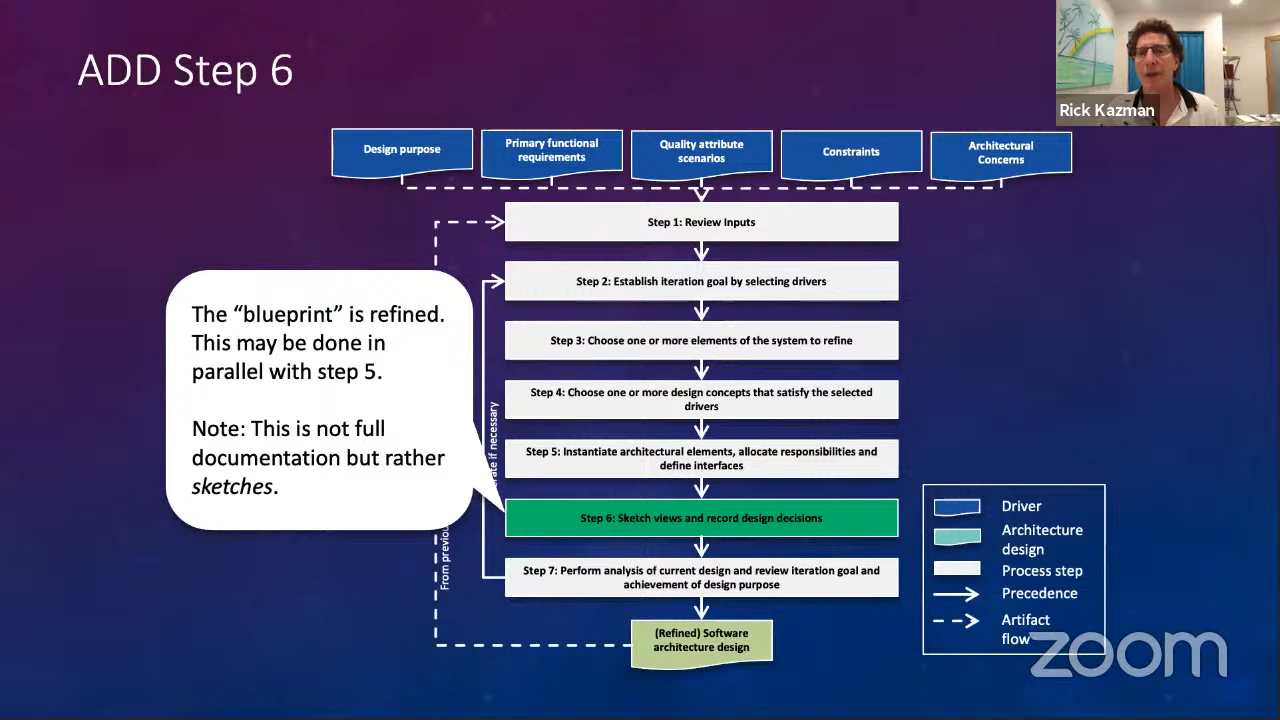 ADD Step 6
Rick Kazman
Design purpose
Primary functional
requirements
Quality attribute
scenarios
Constraints
Architectural
Concerns
Step 1: Review Inputs
Step 2: Establish iteration goal by selecting drivers
Step 3: Choose one or more elements of the system to refine
Step 4: Choose one or more design concepts that satisfy the selected
drivers
Step 5: Instantiate architectural elements, allocate responsibilities and
define interfaces
Step 6: Sketch views and record design decisions
Step 7: Perform analysis of current design and review iteration goal and
achievement of design purpose
(Refined) Software
architecture design
The “blueprint” is refined.
This may be done in
parallel with step 5.
Note: This is not full
documentation but rather
sketches.
if necessary
From
Driver
Architecture
design
Process step
Precedence
Artifact
flow
zoom